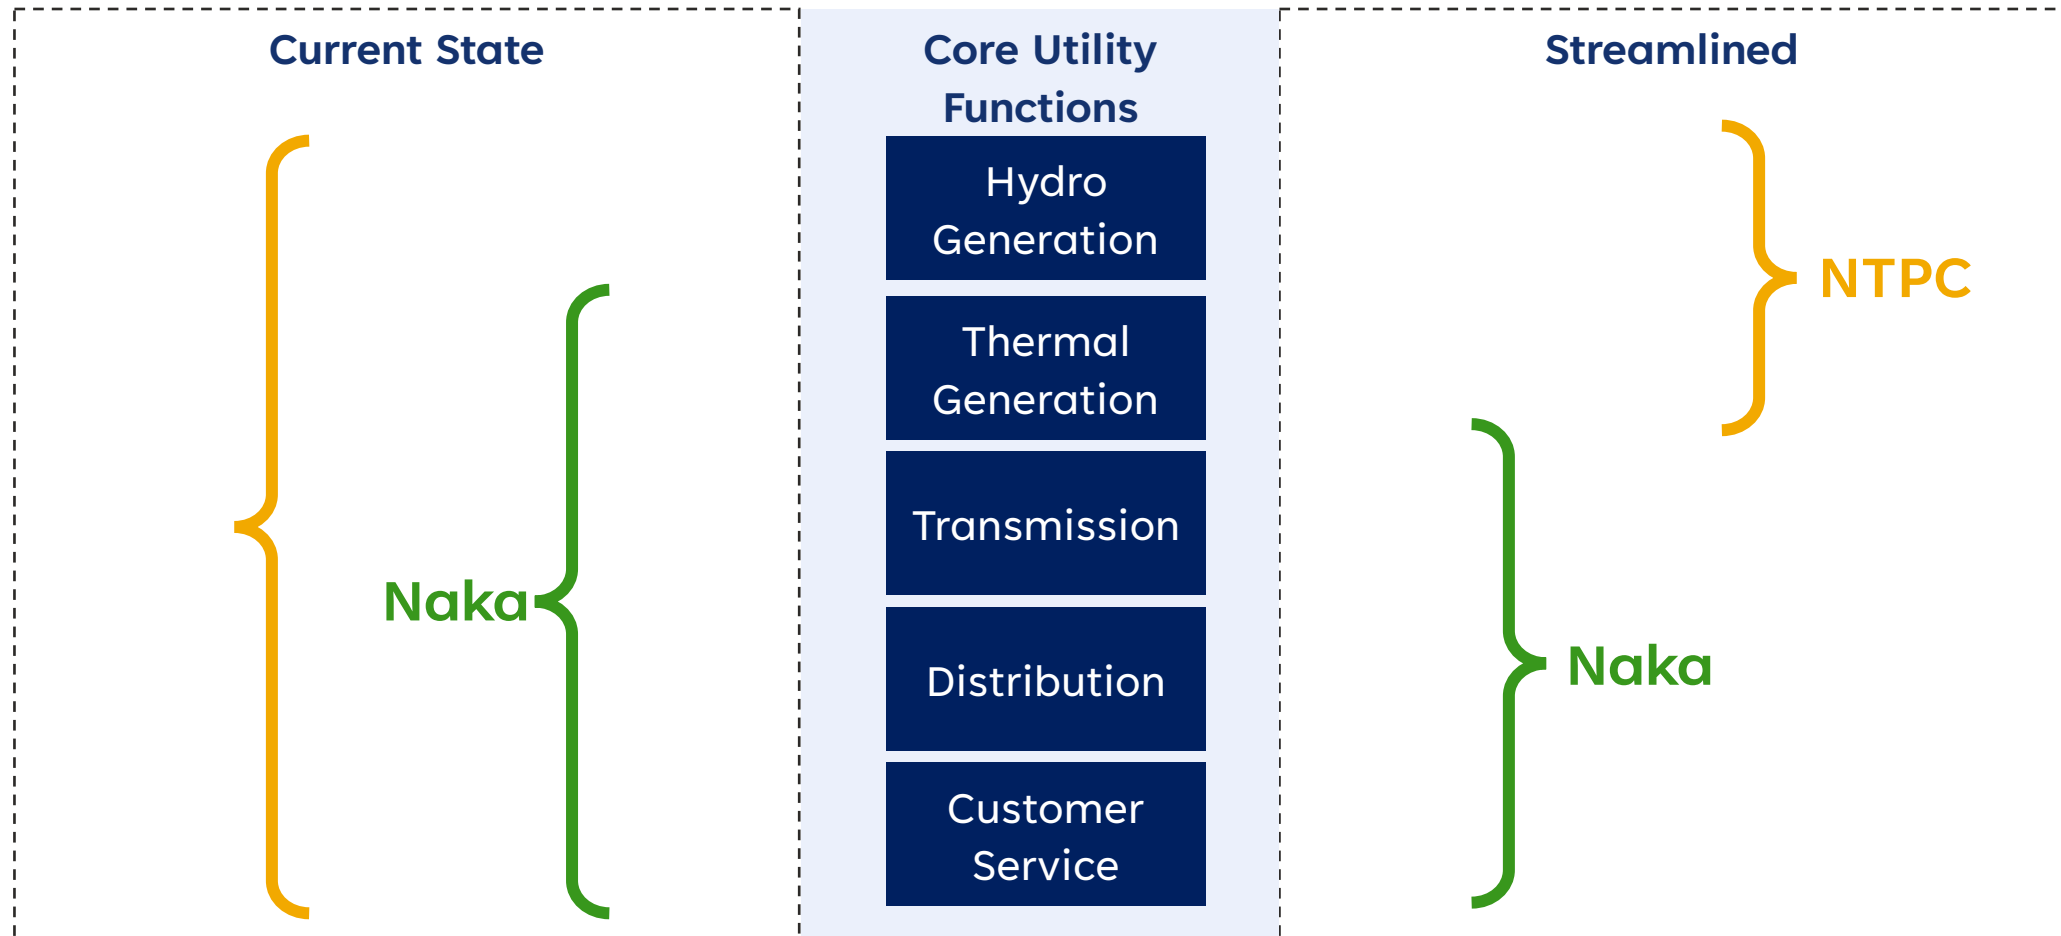 Current State
Naka
Core Utility
Functions
Hydro
Generation
Thermal
Generation
Transmission
Distribution
Customer
Service
Streamlined
NTPC
Naka